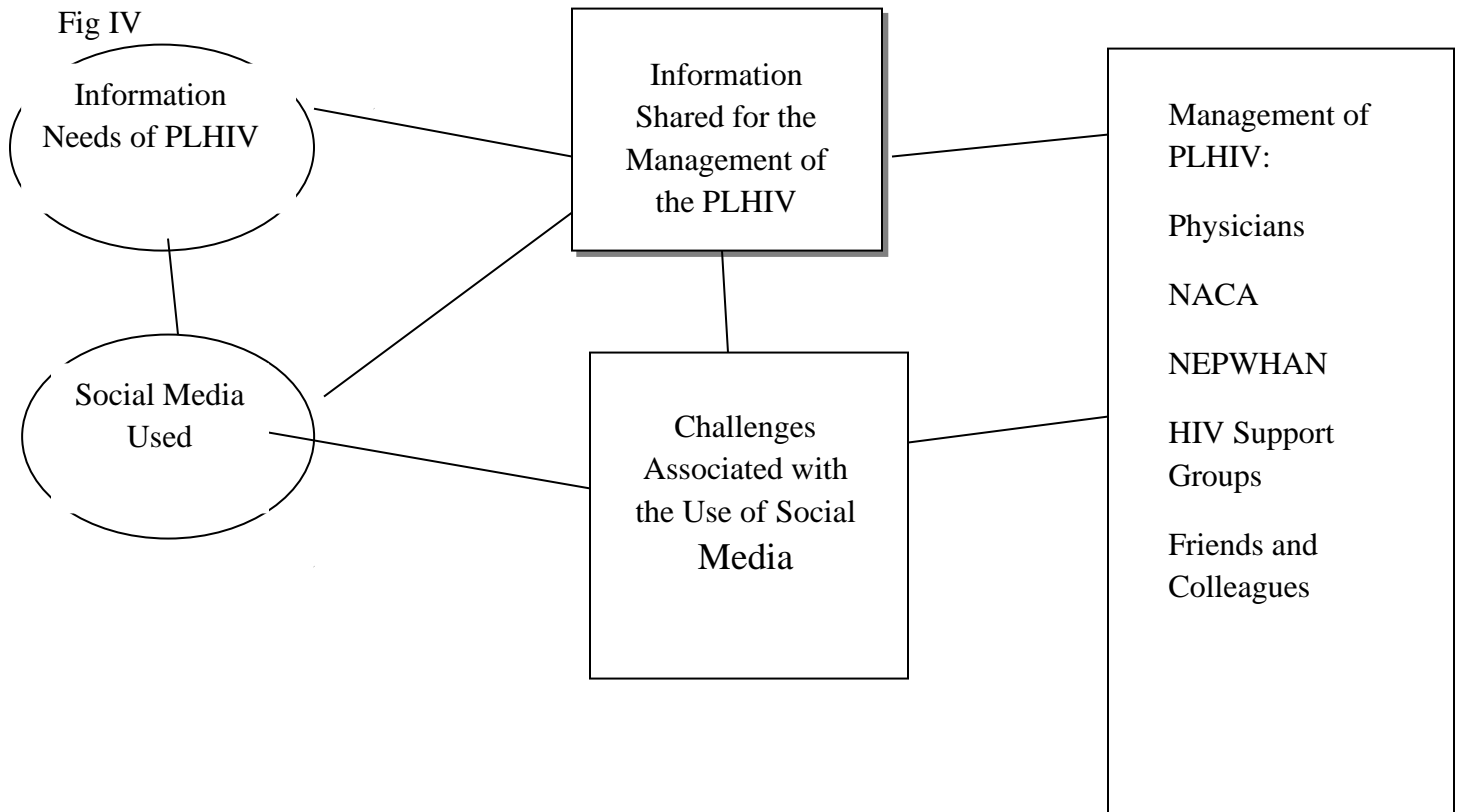 Fig IV
Information
Needs of PLHIV
Social Media
Used
Information
Shared for the
Management of
the PLHIV
Challenges
Associated with
the Use of Social
Media
Management of
PLHIV:
Physicians
NACA
NEPWHAN
HIV Support
Groups
Friends and
Colleagues